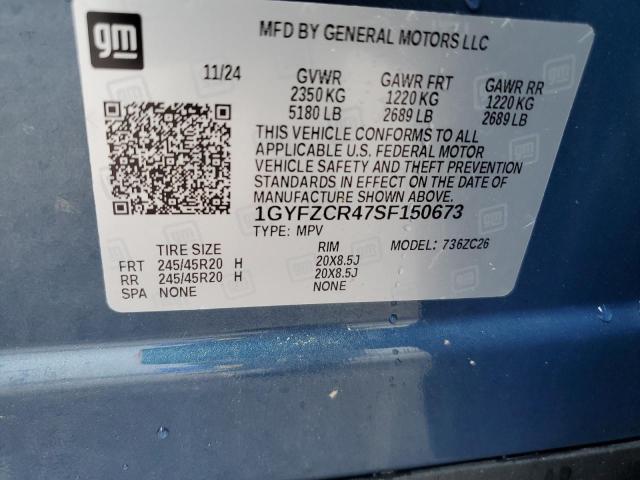 gm
MFD BY GENERAL MOTORS LLC
11/24 GVWR GAWR FRT GAWR RR
2350 KG 1220 KG 1220 KG
5180 LB 2689 LB 2689 LB
THIS VEHICLE CONFORMS TO ALL
APPLICABLE U.S. FEDERAL MOTOR
VEHICLE SAFETY AND THEFT PREVENTION
STANDARDS IN EFFECT ON THE DATE OF
MANUFACTURE SHOWN ABOVE.
1GYFZCR47SF150673
TYPE: MPV MODEL: 736ZC26
TIRE SIZE RIM
FRT 245/45R20 H 20X8.5J
RR 245/45R20 H 20X8.5J
SPA NONE NONE